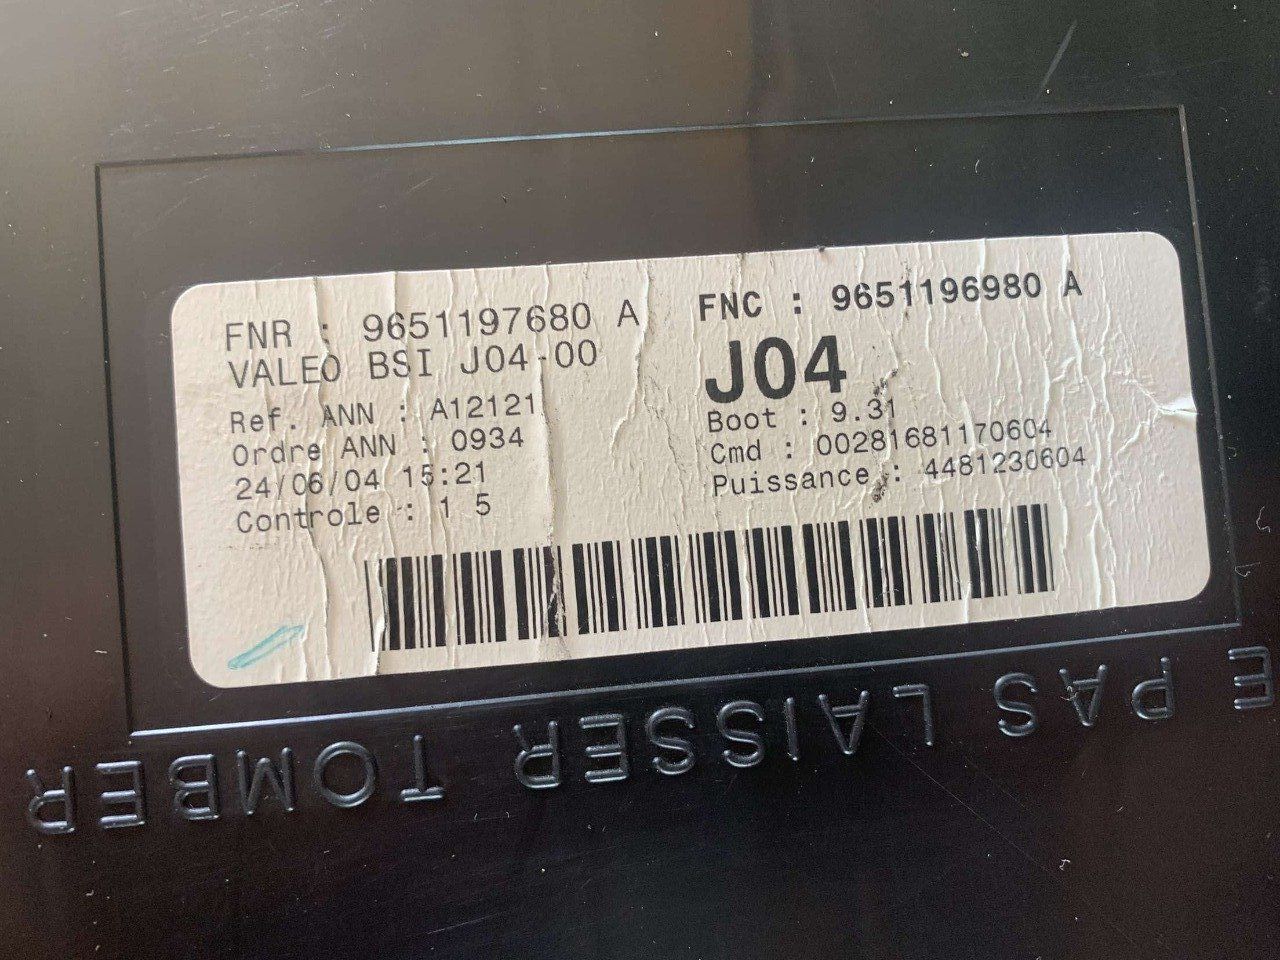 FNR : 9651197680 A
VALEO BSI J04-00
Ref. ANN : A12121
Ordre ANN : 0934
24/06/04 15:21
Controle : 1 5
FNC : 9651196980 A
J04
Boot : 9.31
Cmd : 00281681170604
Puissance : 4481230604
E PAS LAISSER TOMBER